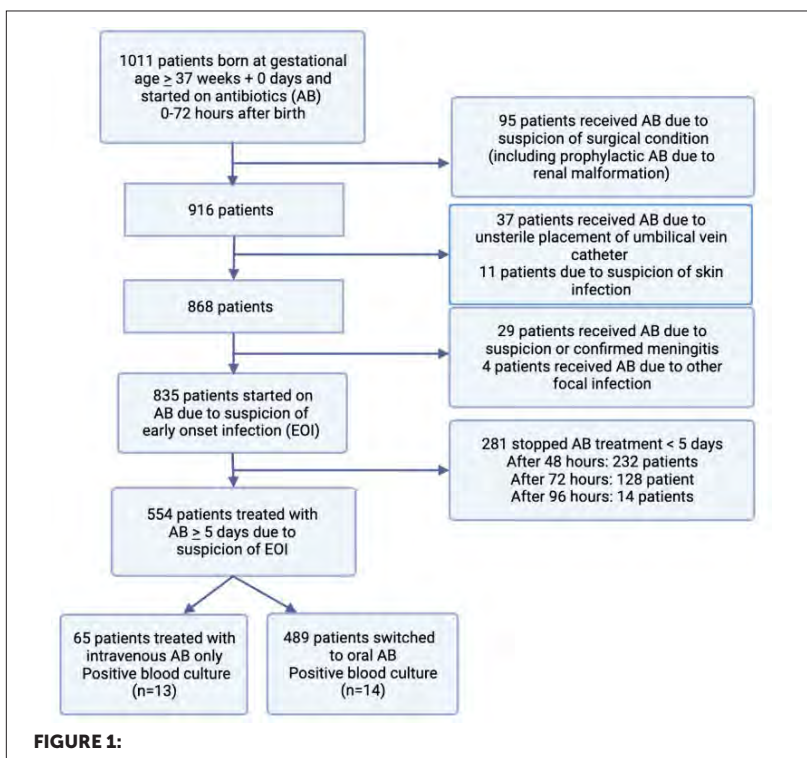 1011 patients born at gestational
age ≥ 37 weeks + 0 days and
started on antibiotics (AB)
0-72 hours after birth
95 patients received AB due to
suspicion of surgical condition
(including prophylactic AB due to
renal malformation)
916 patients
37 patients received AB due to
unsterile placement of umbilical vein
catheter
11 patients due to suspicion of skin
infection
868 patients
29 patients received AB due to
suspicion or confirmed meningitis
4 patients received AB due to other
focal infection
835 patients started on
AB due to suspicion of
early onset infection (EOI)
281 stopped AB treatment < 5 days
After 48 hours: 232 patients
After 72 hours: 128 patient
After 96 hours: 14 patients
554 patients treated with
AB ≥ 5 days due to
suspicion of EOI
65 patients treated with
intravenous AB only
Positive blood culture
(n=13)
489 patients switched
to oral AB
Positive blood culture
(n=14)
FIGURE 1: